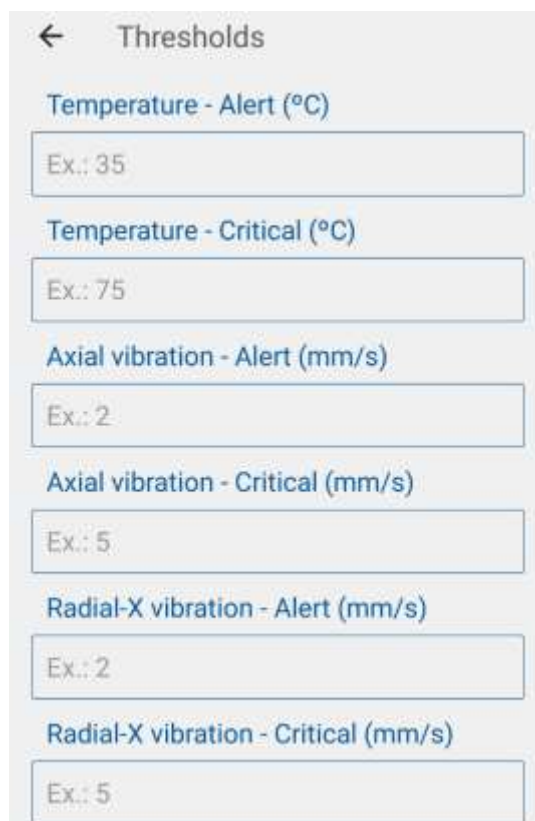 Thresholds
Temperature - Alert (ºC)
Ex.: 35
Temperature - Critical (ºC)
Ex.: 75
Axial vibration - Alert (mm/s)
Ex.: 2
Axial vibration - Critical (mm/s)
Ex.: 5
Radial-X vibration - Alert (mm/s)
Ex.: 2
Radial-X vibration - Critical (mm/s)
Ex.: 5